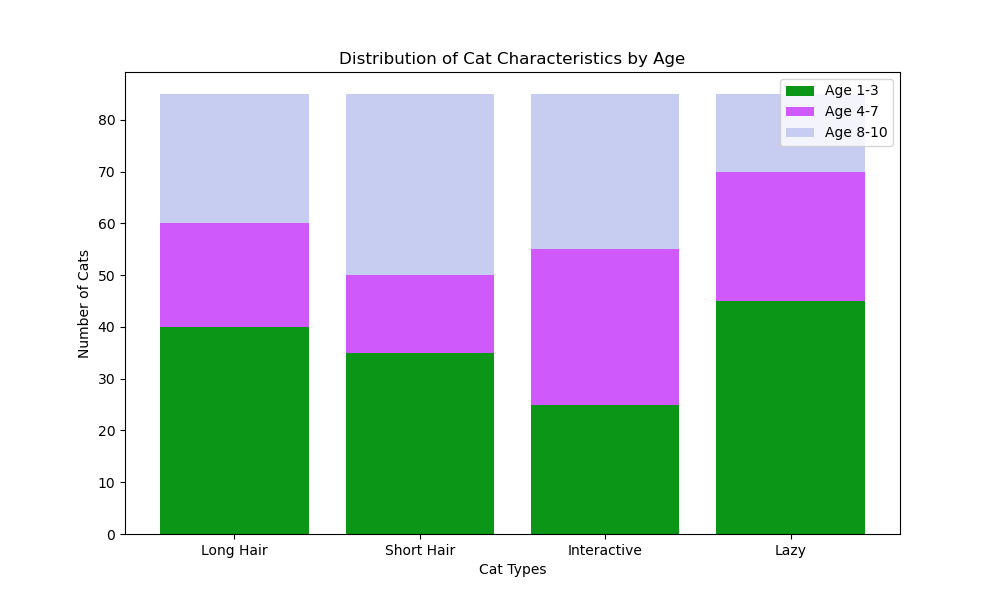 Distribution of Cat Characteristics by Age
Age 1-3
Age 4-7
Age 8-10
Number of Cats
80
70
60
50
40
30
20
10
0
Long Hair
Short Hair
Interactive
Lazy
Cat Types